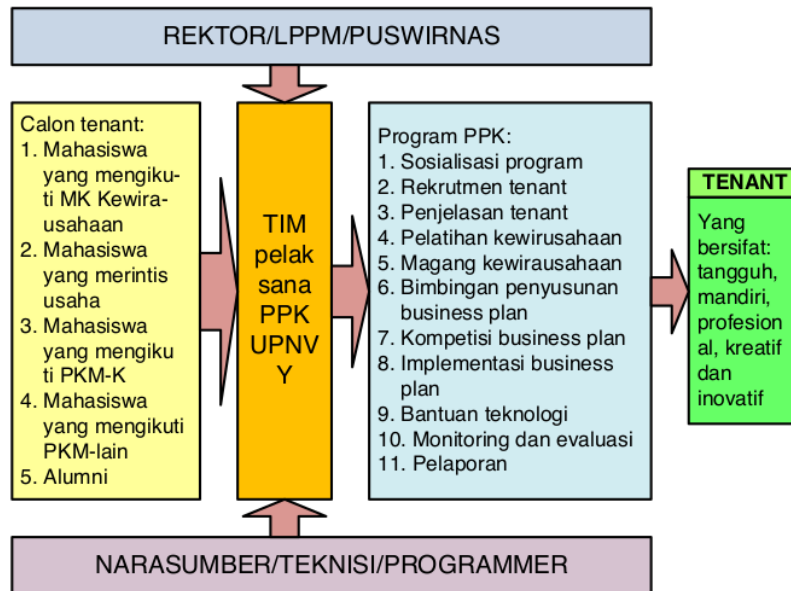 REKTOR/LPPM/PUSWIRNAS
Calon tenant:
1. Mahasiswa
yang mengiku-
ti MK Kewira-
usahaan
2. Mahasiswa
yang merintis
usaha
3. Mahasiswa
yang mengiku
ti PKM-K
4. Mahasiswa
yang mengikuti
PKM-lain
5. Alumni
TIM
pelak
sana
PPK
UPNV
Y
Program PPK:
1. Sosialisasi program
2. Rekrutmen tenant
3. Penjelasan tenant
4. Pelatihan kewirusahaan
5. Magang kewirausahaan
6. Bimbingan penyusunan
business plan
7. Kompetisi business plan
8. Implementasi business
plan
9. Bantuan teknologi
10. Monitoring dan evaluasi
11. Pelaporan
TENANT
Yang
bersifat:
tangguh,
mandiri,
profesion
al, kreatif
dan
inovatif
NARASUMBER/TEKNISI/PROGRAMMER